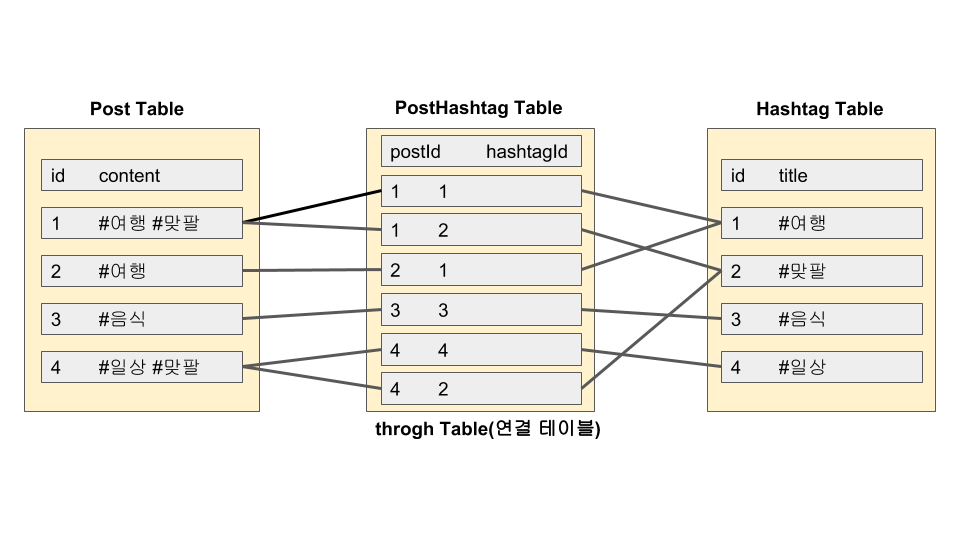 Post Table
id content
1 #여행 #맞팔
2 #여행
3 #음식
4 #일상 #맞팔
PostHashtag Table
postId hashtagId
1 1
1 2
2 1
3 3
4 4
4 2
throgh Table(연결 테이블)
Hashtag Table
id title
1 #여행
2 #맞팔
3 #음식
4 #일상